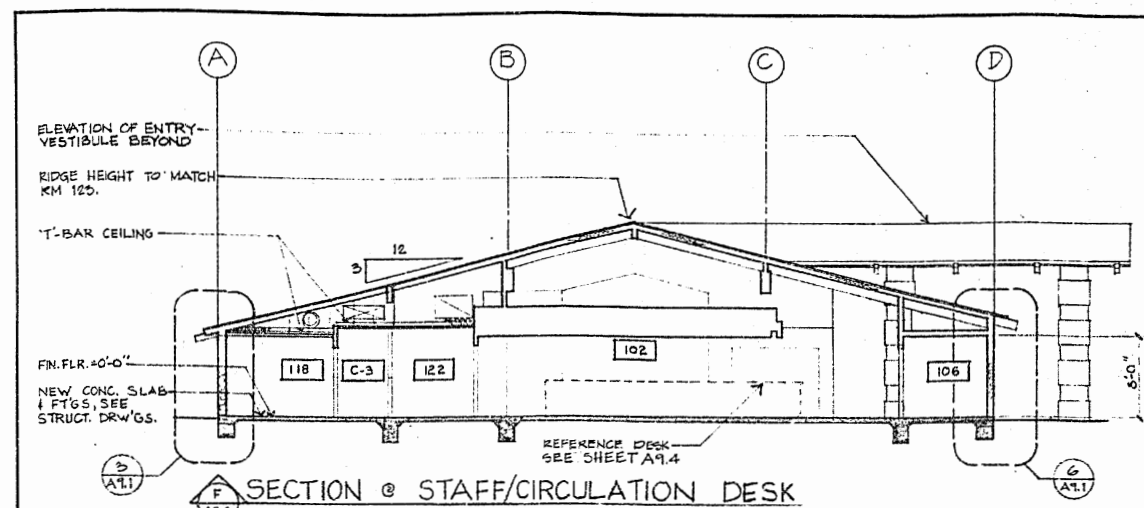 A
B
C
D
ELEVATION OF ENTRY
VESTIBULE BEYOND
RIDGE HEIGHT TO MATCH
RM 123.
'T'-BAR CEILING
12
3
FIN. FLR. =0'-0"
NEW CONC. SLAB
& FT'GS, SEE
STRUCT. DRW'GS.
118
C-3
122
102
106
8'-0"
REFERENCE DESK
SEE SHEET A9.4
3
A9.1
6
A9.1
F
SECTION @ STAFF/CIRCULATION DESK